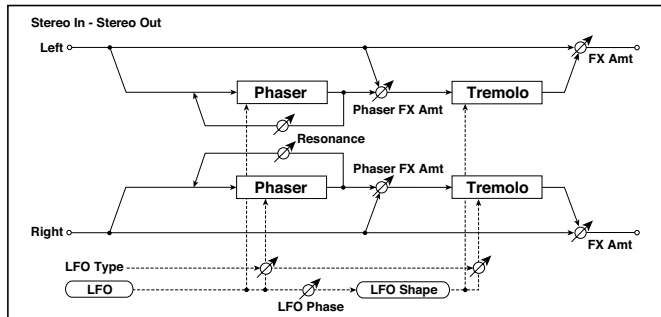 Stereo In - Stereo Out
Left
FX Amt
Phaser
Phaser FX Amt
Tremolo
Resonance
Phaser
Phaser FX Amt
Tremolo
Right
FX Amt
LFO Type
LFO
LFO Phase
LFO Shape